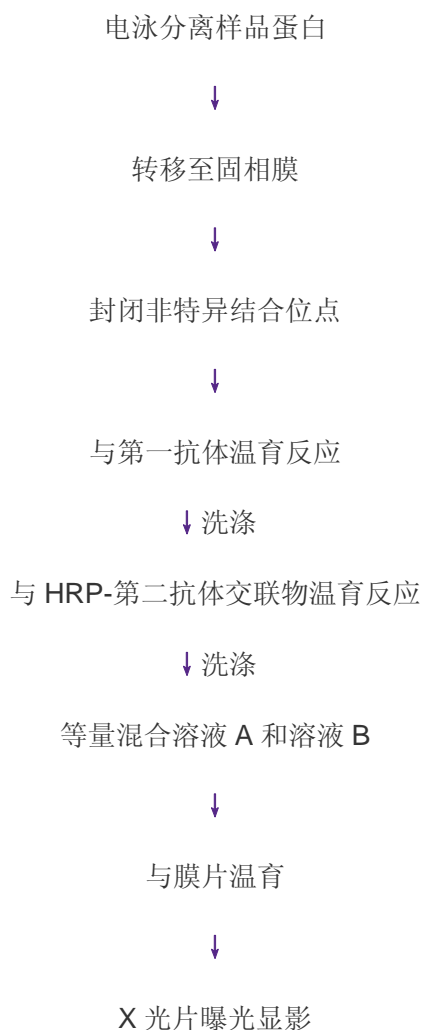 电泳分离样品蛋白
转移至固相膜
封闭非特异结合位点
与第一抗体温育反应
洗涤
与 HRP-第二抗体交联物温育反应
洗涤
等量混合溶液 A 和溶液 B
与膜片温育
X 光片曝光显影